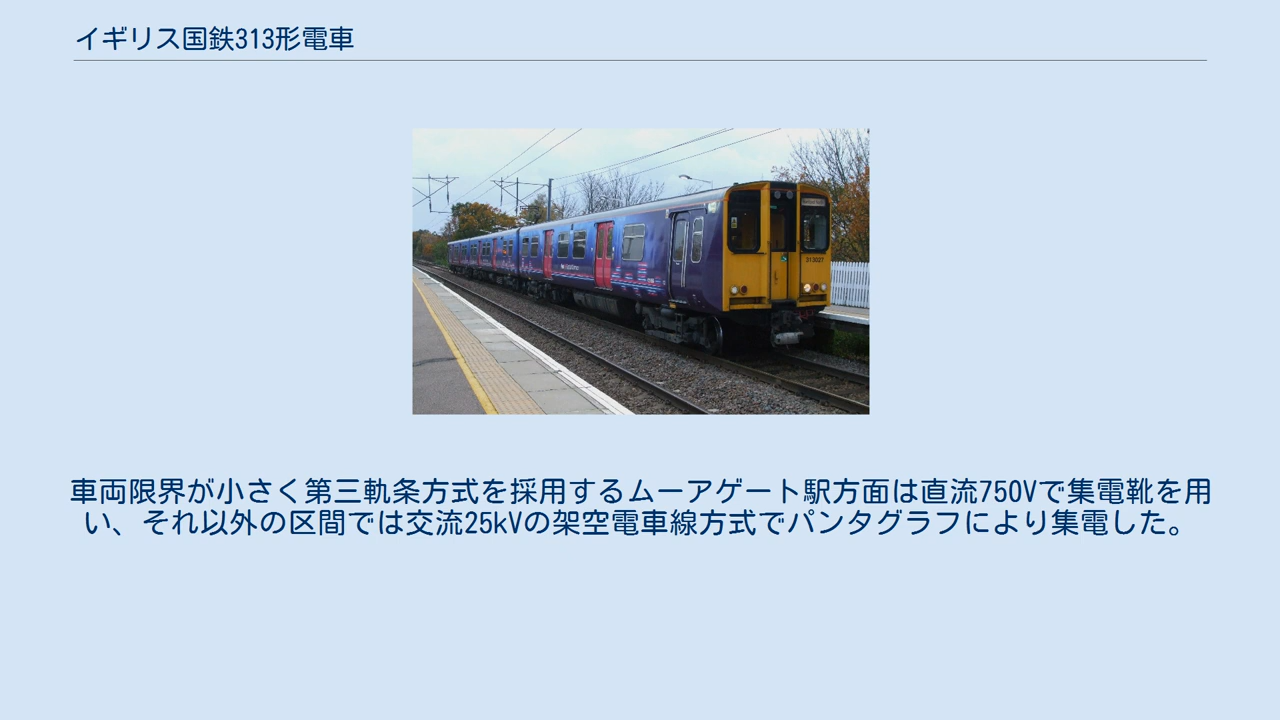 イギリス国鉄313形電車
313027
車両限界が小さく第三軌条方式を採用するムーアゲート駅方面は直流750Vで集電靴を用
い、それ以外の区間では交流25kVの架空電車線方式でパンタグラフにより集電した。